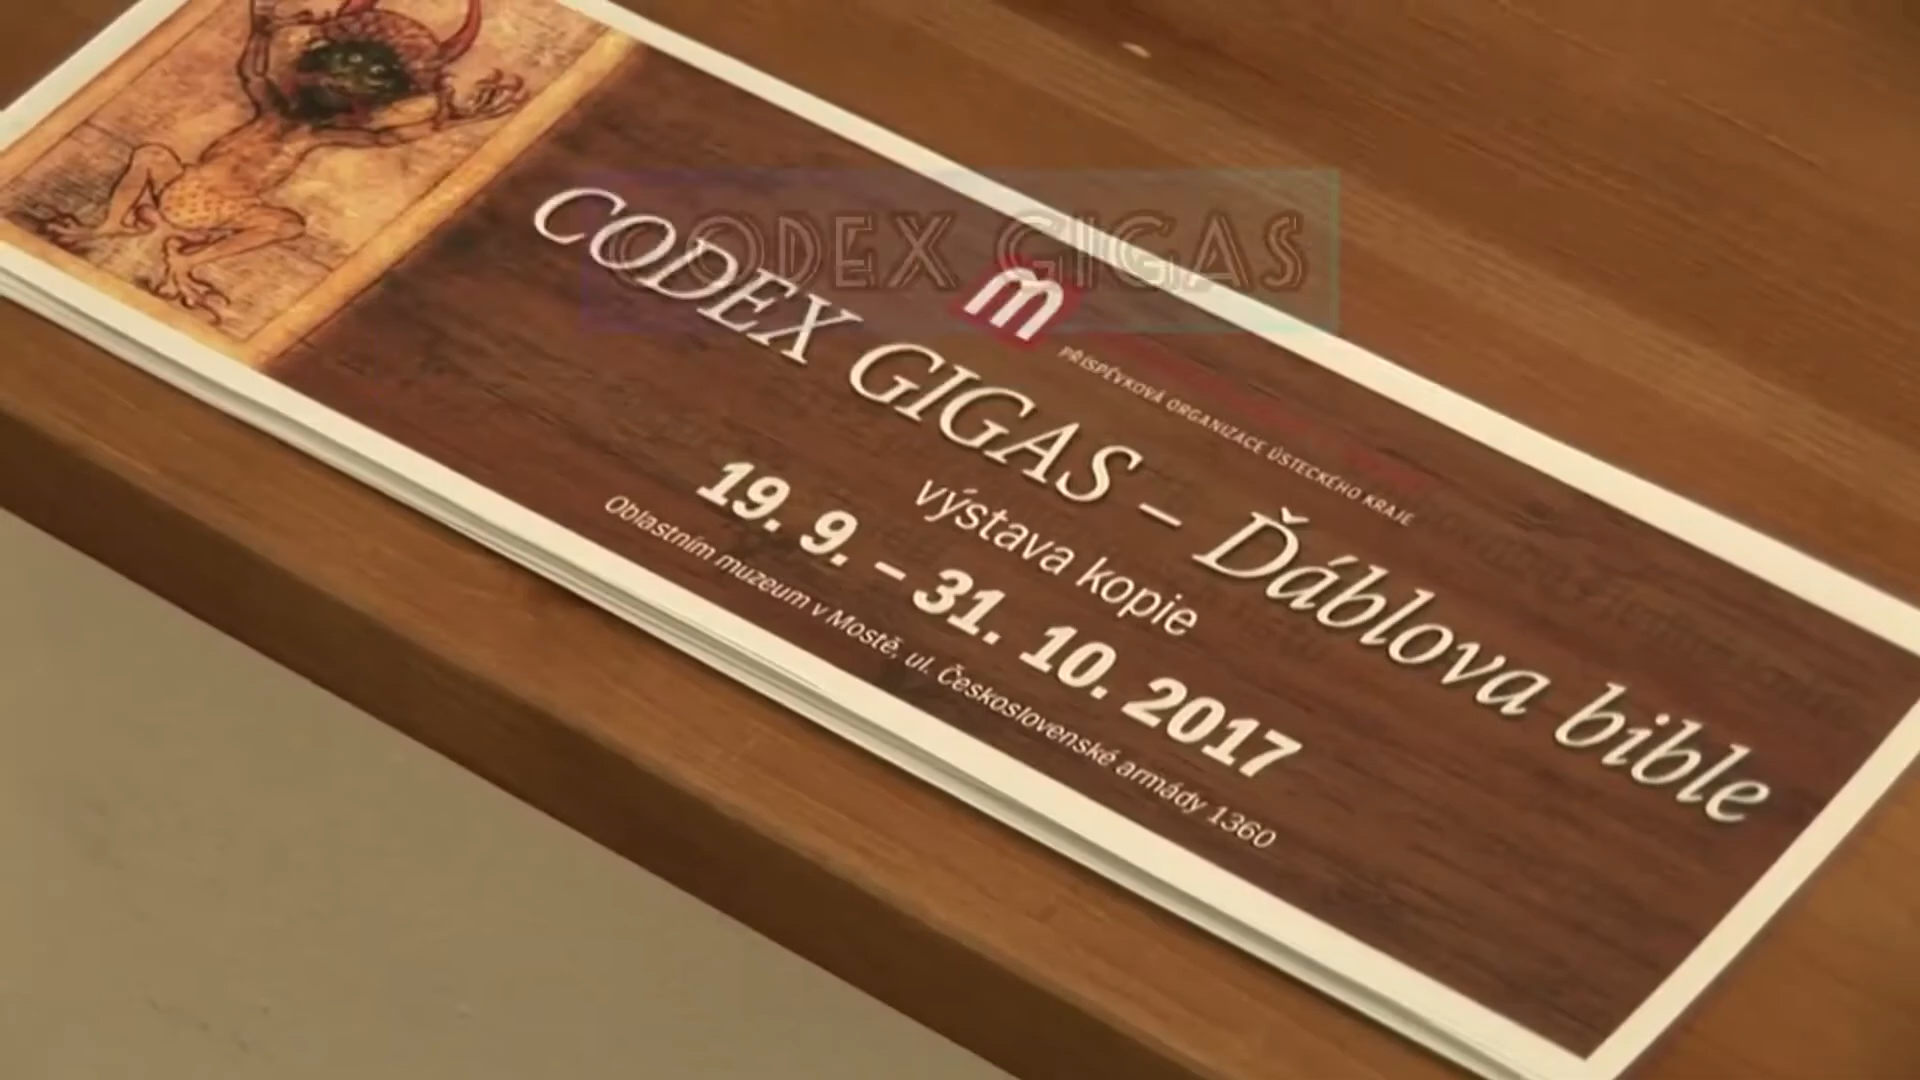 CODEX GIGAS
m
PŘÍSPĚVKOVÁ ORGANIZACE ÚSTECKÉHO KRAJE
CODEX GIGAS – Ďáblova bible
výstava kopie
19. 9. – 31. 10. 2017
Oblastním muzeum v Mostě, ul. Československé armády 1360